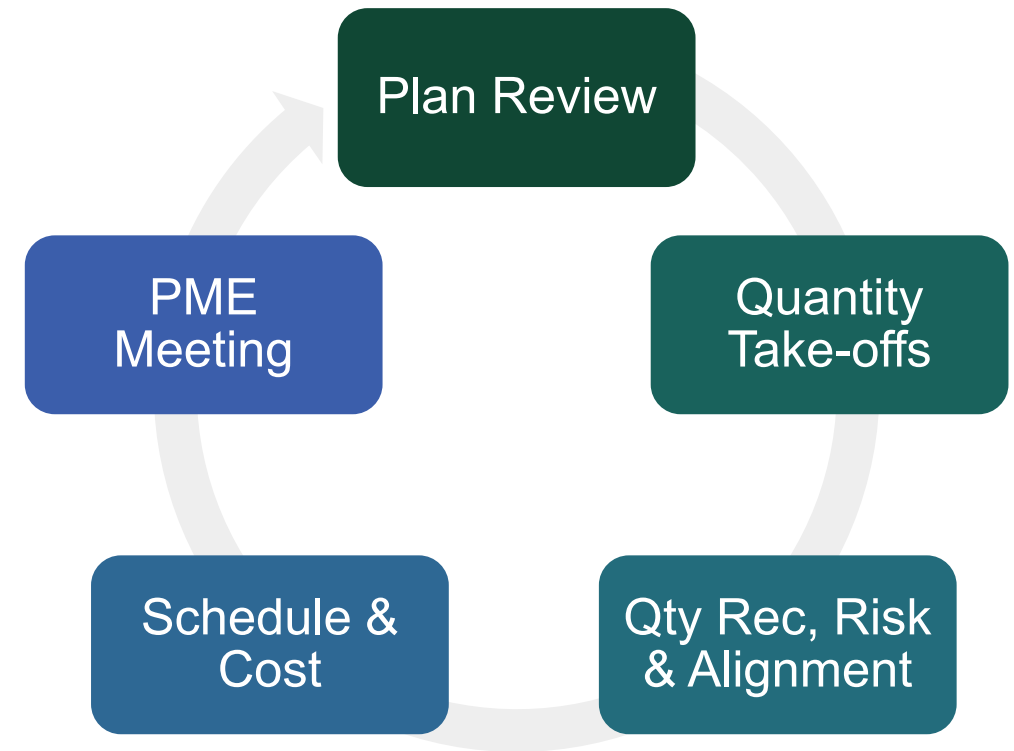 Plan Review
Quantity
Take-offs
Qty Rec, Risk
& Alignment
Schedule &
Cost
PME
Meeting